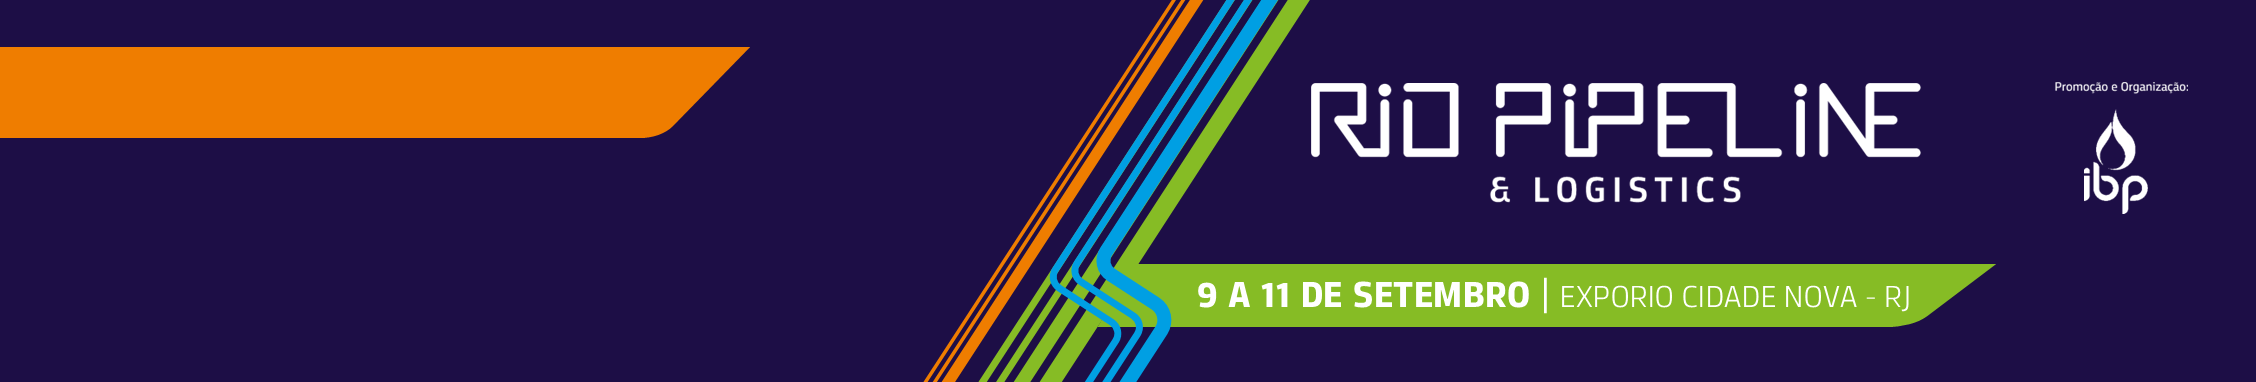 RiO PiPELiNE
& LOGISTICS
Promoção e Organização:
ibp
9 A 11 DE SETEMBRO | EXPORIO CIDADE NOVA - RJ